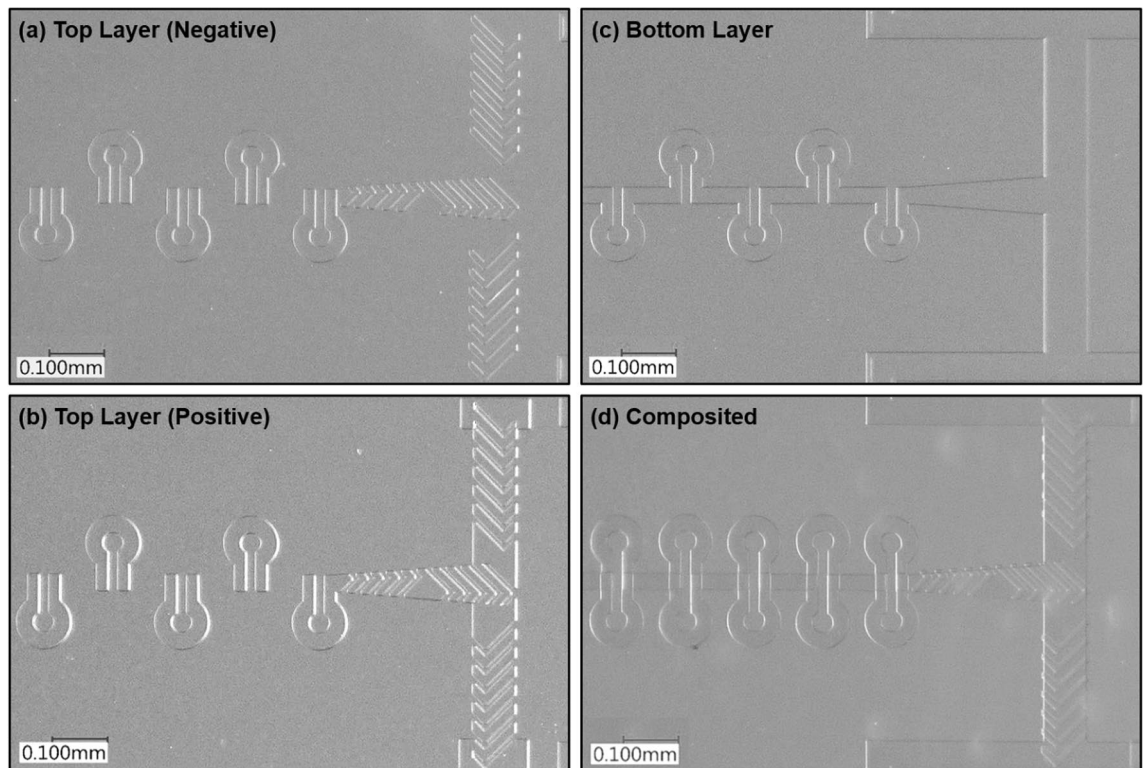 (a) Top Layer (Negative)
0.100mm
(c) Bottom Layer
0.100mm
(b) Top Layer (Positive)
0.100mm
(d) Composited
0.100mm